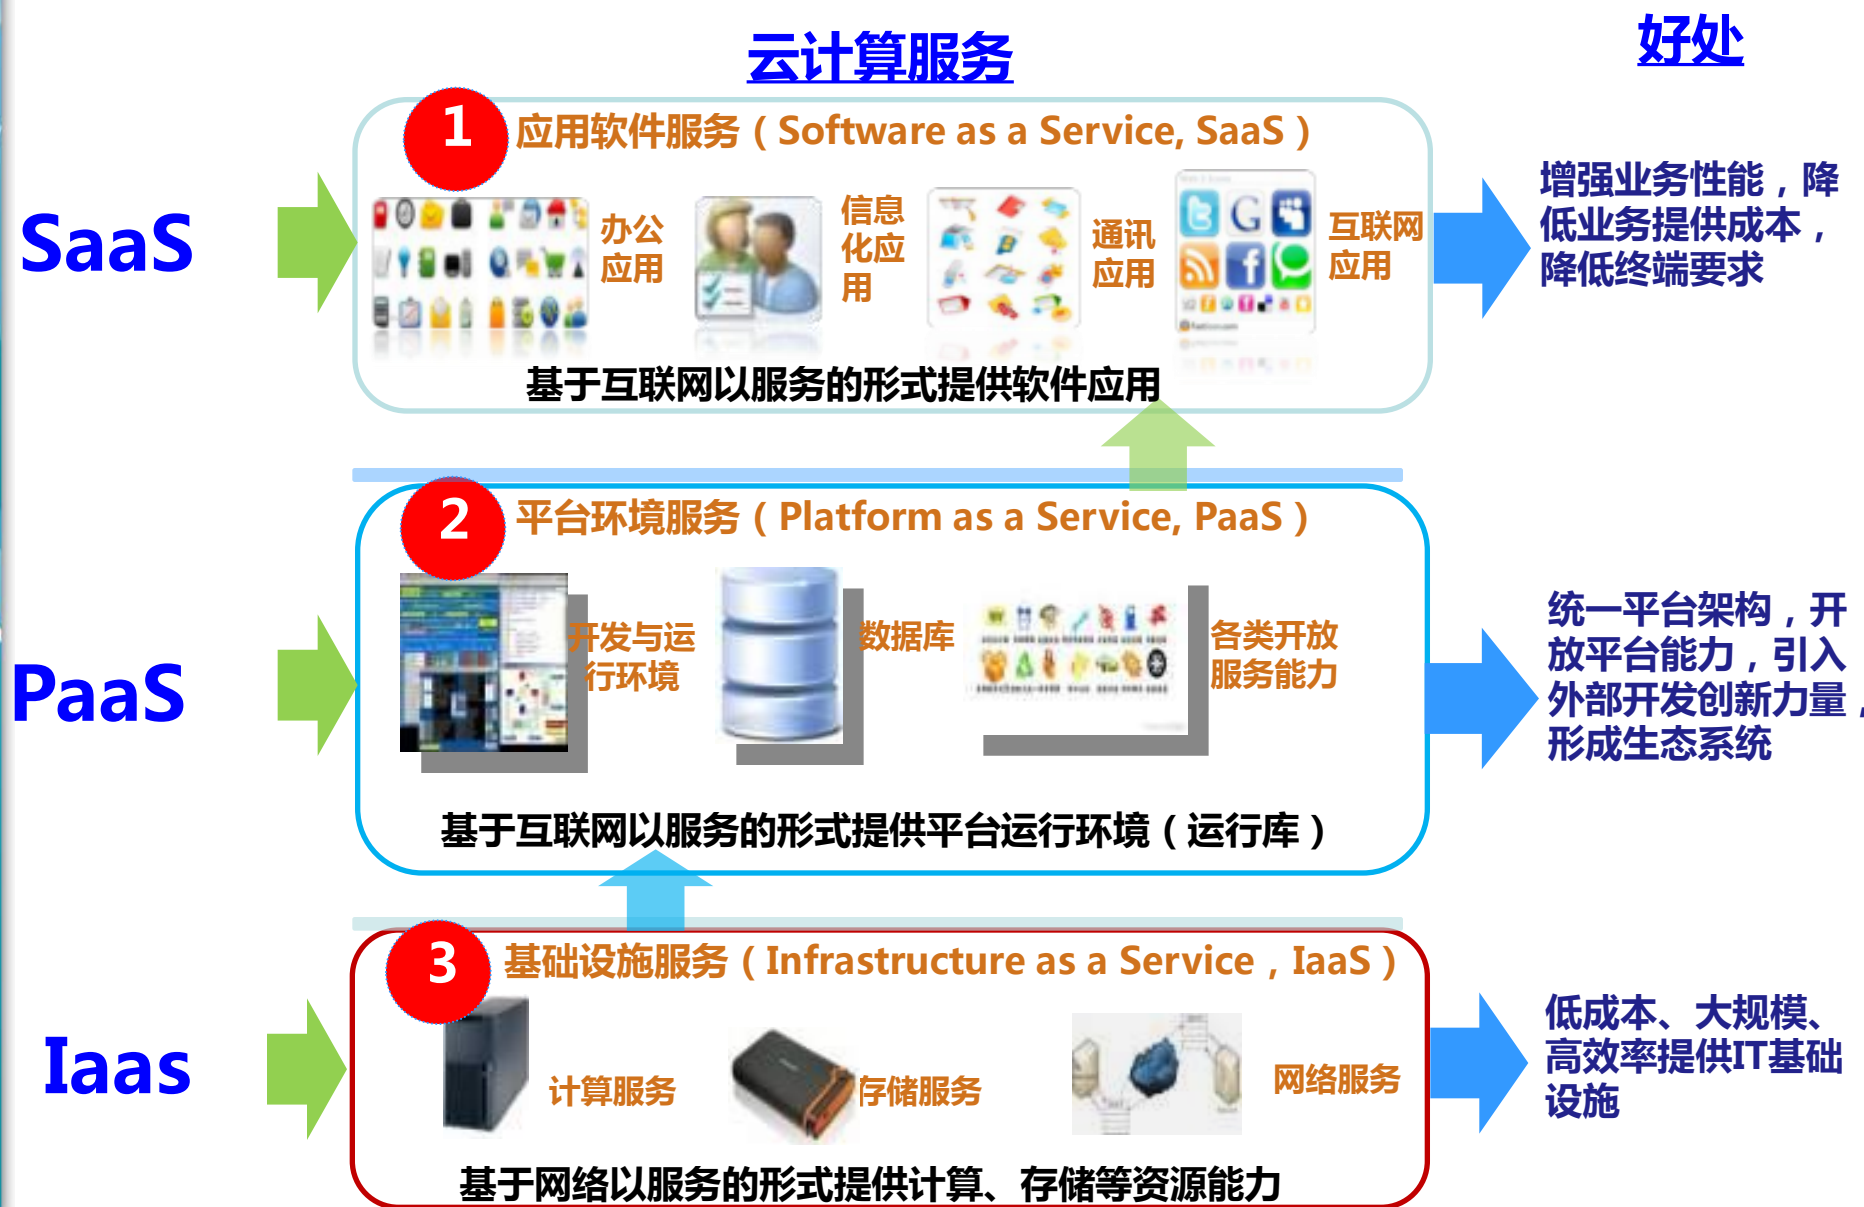 云计算服务
好处
SaaS
1
应用软件服务（Software as a Service, SaaS）
办公
应用
信息
化应
用
通讯
应用
互联网
应用
基于互联网以服务的形式提供软件应用
增强业务性能，降
低业务提供成本，
降低终端要求
PaaS
2
平台环境服务（Platform as a Service, PaaS）
开发与运
行环境
数据库
各类开放
服务能力
基于互联网以服务的形式提供平台运行环境（运行库）
统一平台架构，开
放平台能力，引入
外部开发创新力量，
形成生态系统
Iaas
3
基础设施服务（Infrastructure as a Service，IaaS）
计算服务
存储服务
网络服务
基于网络以服务的形式提供计算、存储等资源能力
低成本、大规模、
高效率提供IT基础
设施